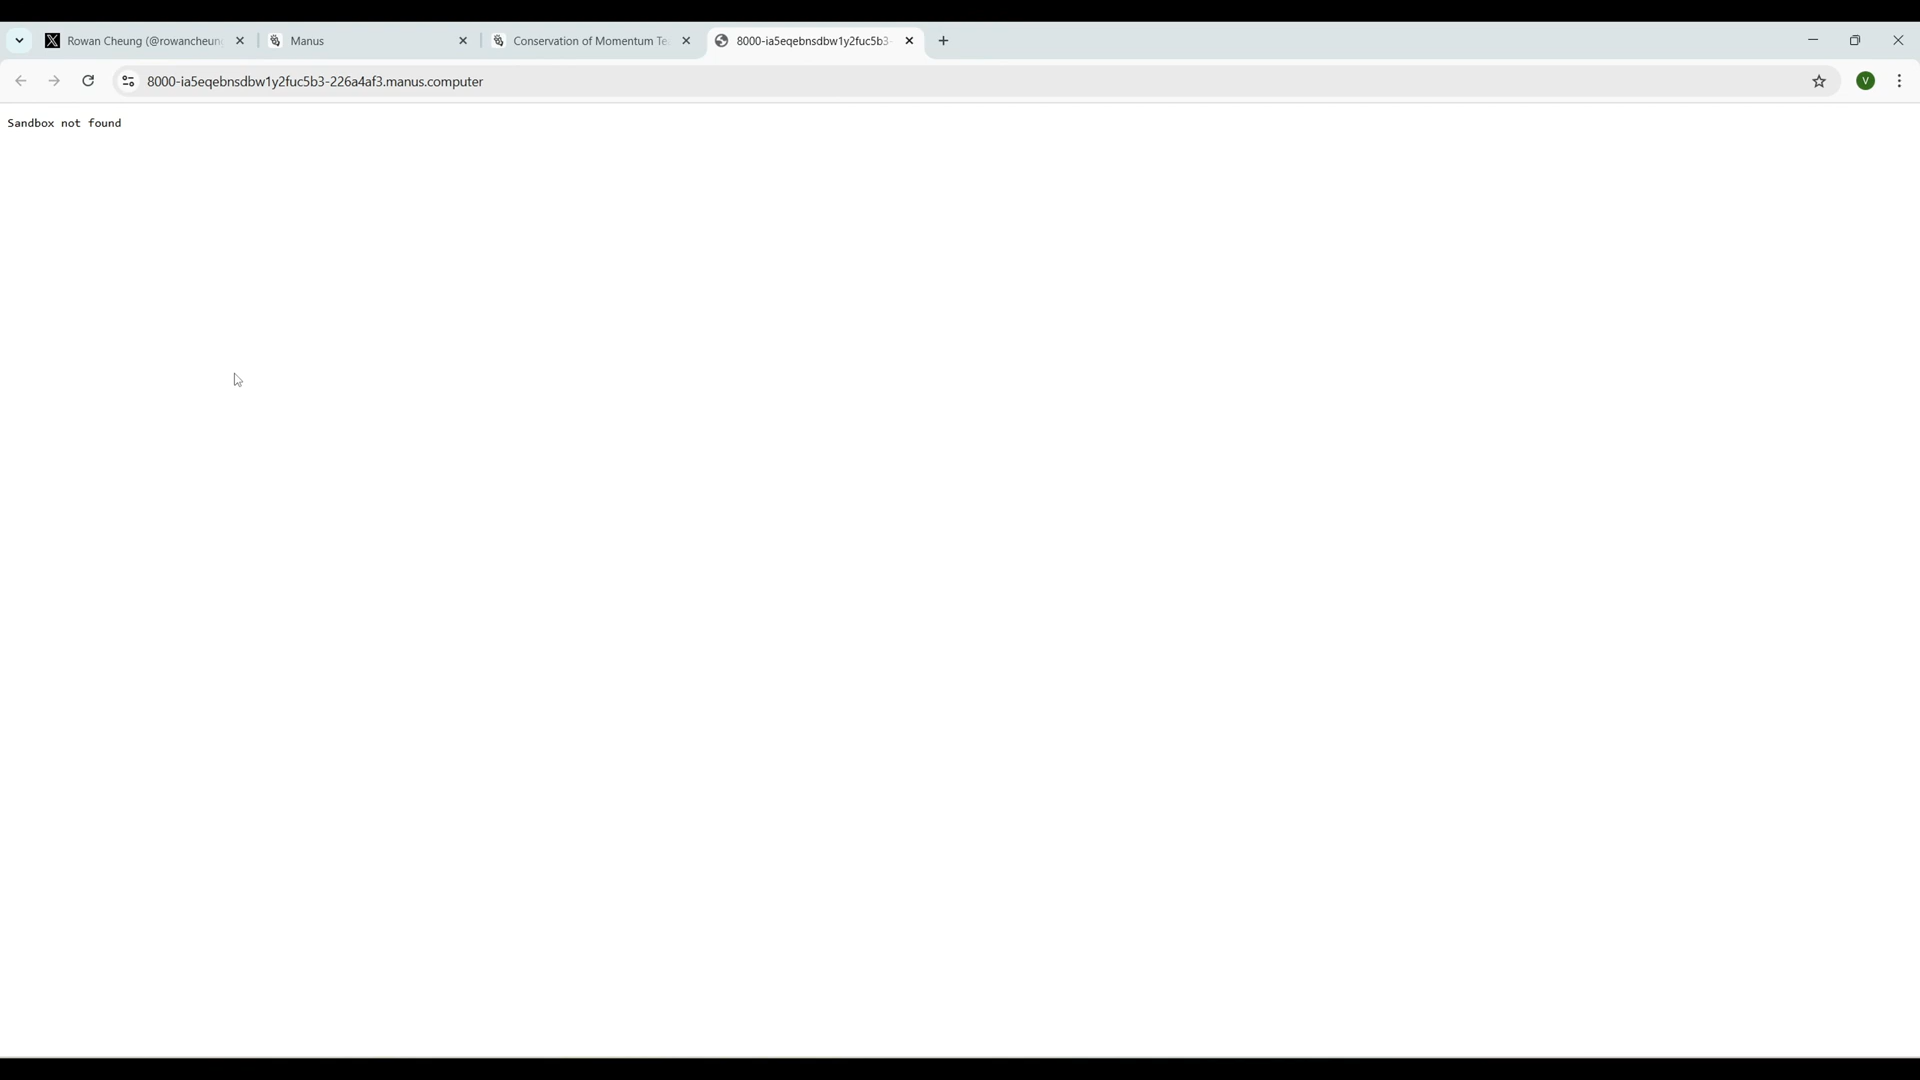 Rowan Cheung (@rowancheun
Manus
Conservation of Momentum Te
8000-ia5eqebnsdbw1y2fuc5b3-
8000-ia5eqebnsdbw1y2fuc5b3-226a4af3.manus.computer
V
Sandbox not found